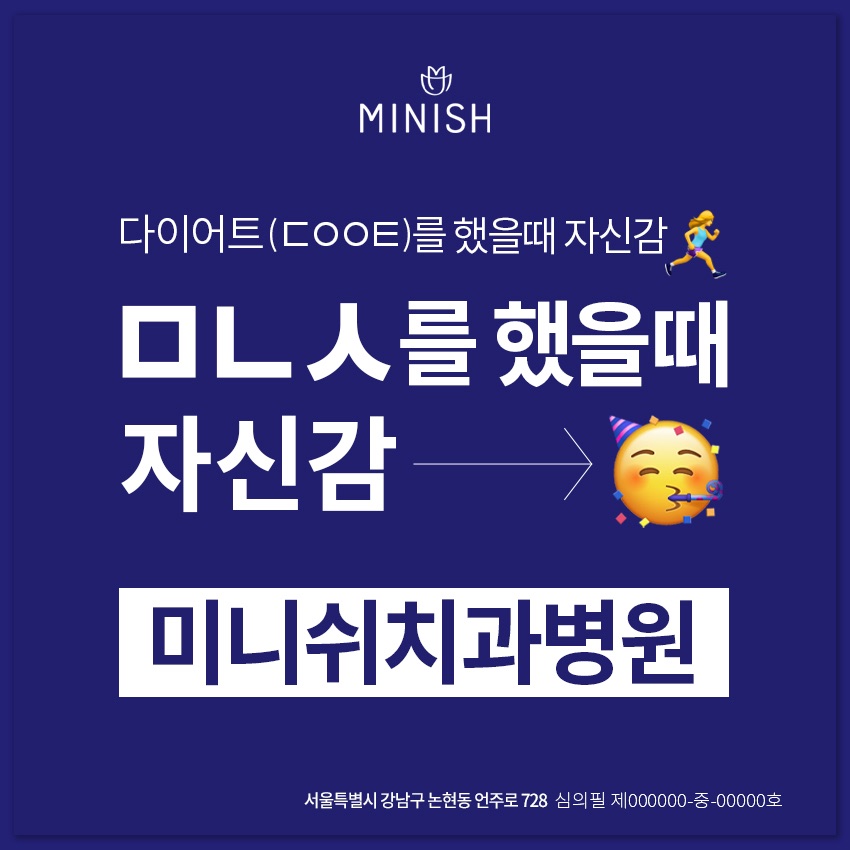 MINISH
다이어트(ㄷㅇㅇㅌ)를 했을때 자신감
ㅁㄴㅅ를 했을때
자신감
미니쉬치과병원
서울특별시 강남구 논현동 언주로 728 심의필 제000000-중-00000호